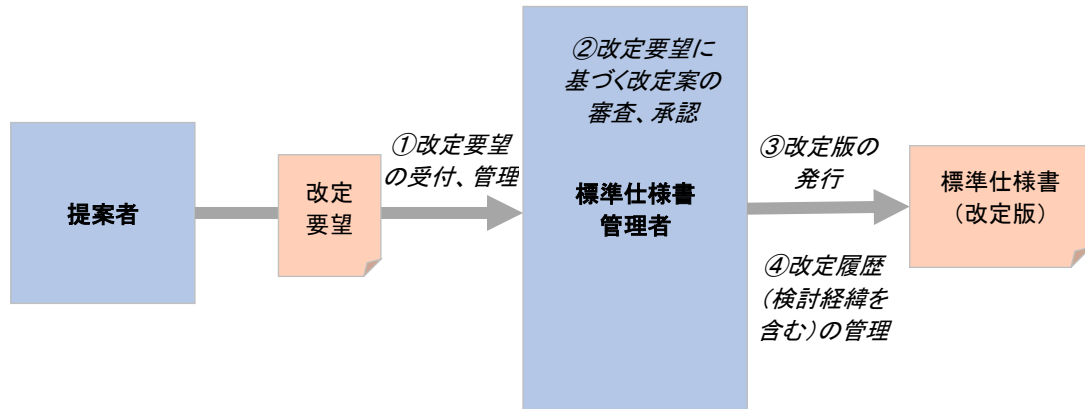 提案者
改定
要望
①改定要望
の受付、管理
②改定要望に
基づく改定案の
審査、承認
標準仕様書
管理者
③改定版の
発行
④改定履歴
（検討経緯を
含む）の管理
標準仕様書
（改定版）